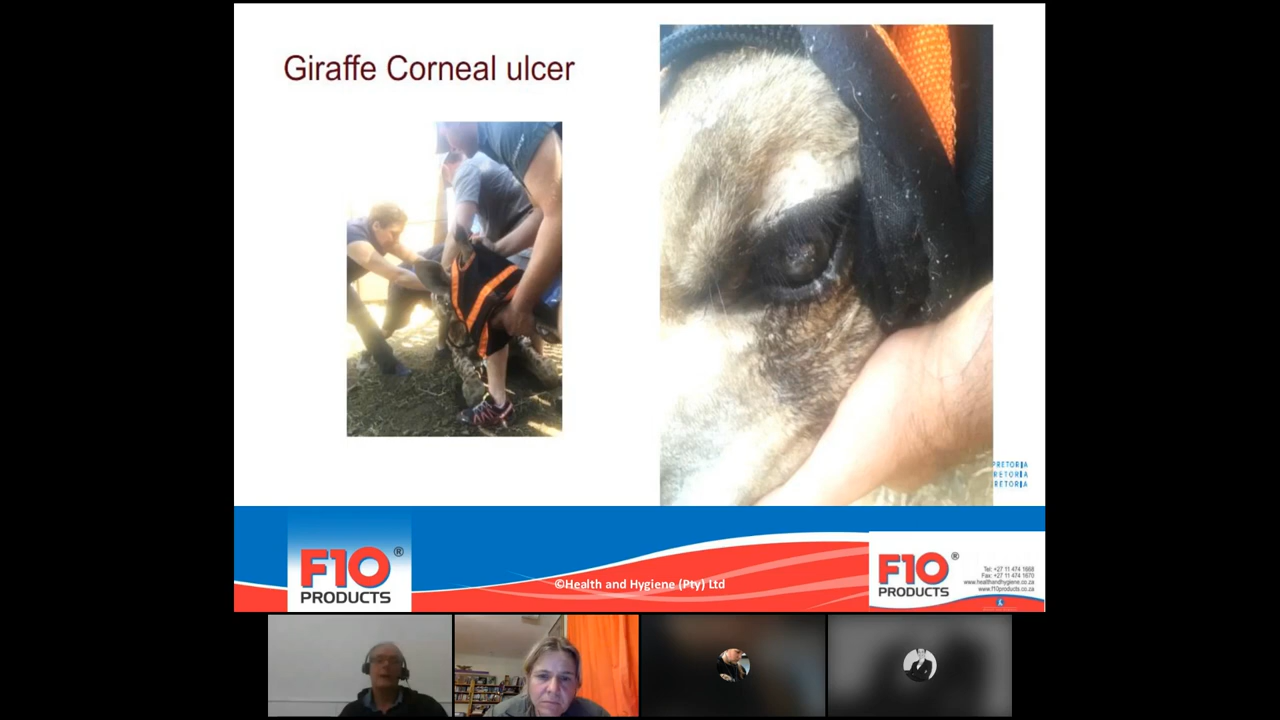 Giraffe Corneal ulcer
PRETORIA
RETORIA
RETORIA
F10®
PRODUCTS
©Health and Hygiene (Pty) Ltd
F10®
PRODUCTS
Tel: +27 11 474 1668
Fax: +27 11 474 1670
www.healthandhygiene.co.za
www.f10products.co.za